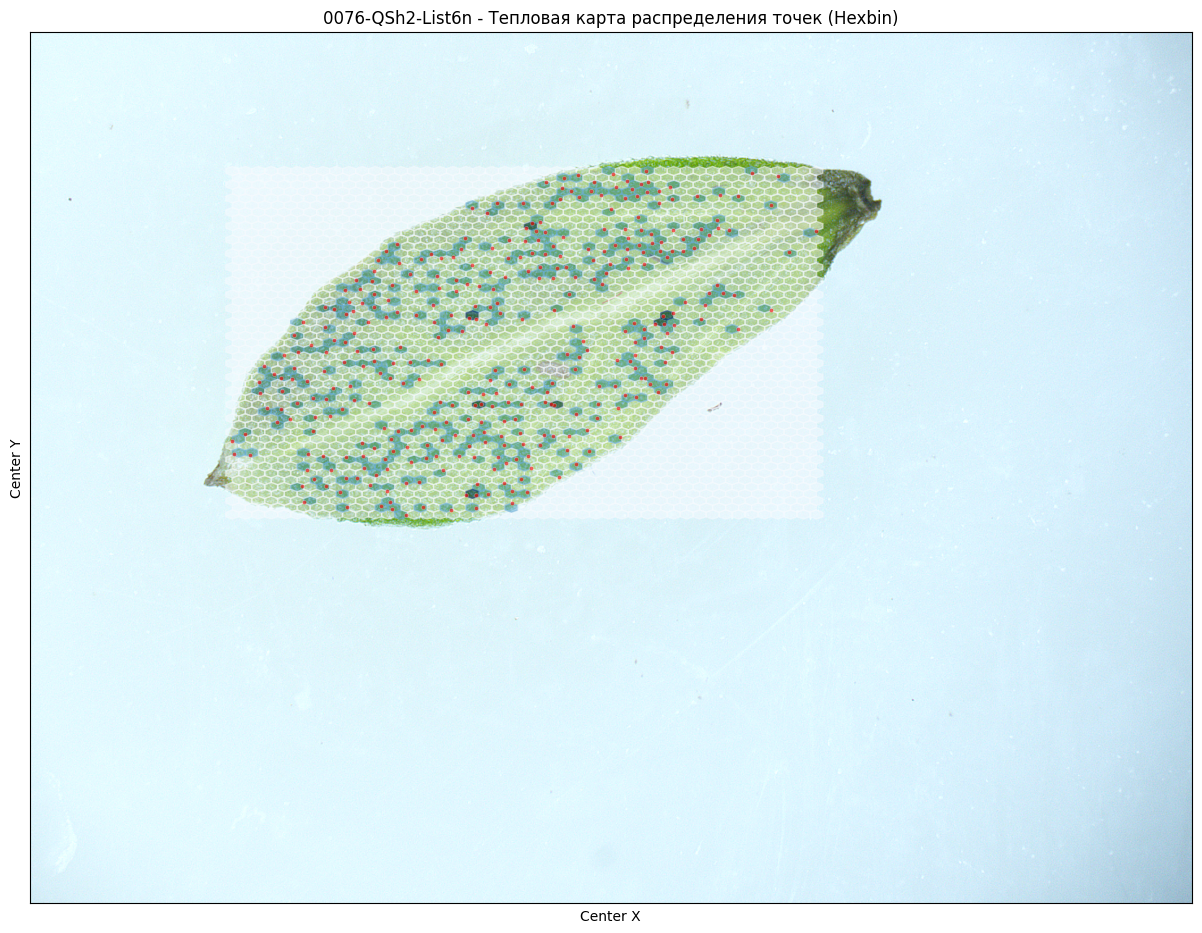 0076-QSh2-List6n - Тепловая карта распределения точек (Hexbin)
Center Y
Center X